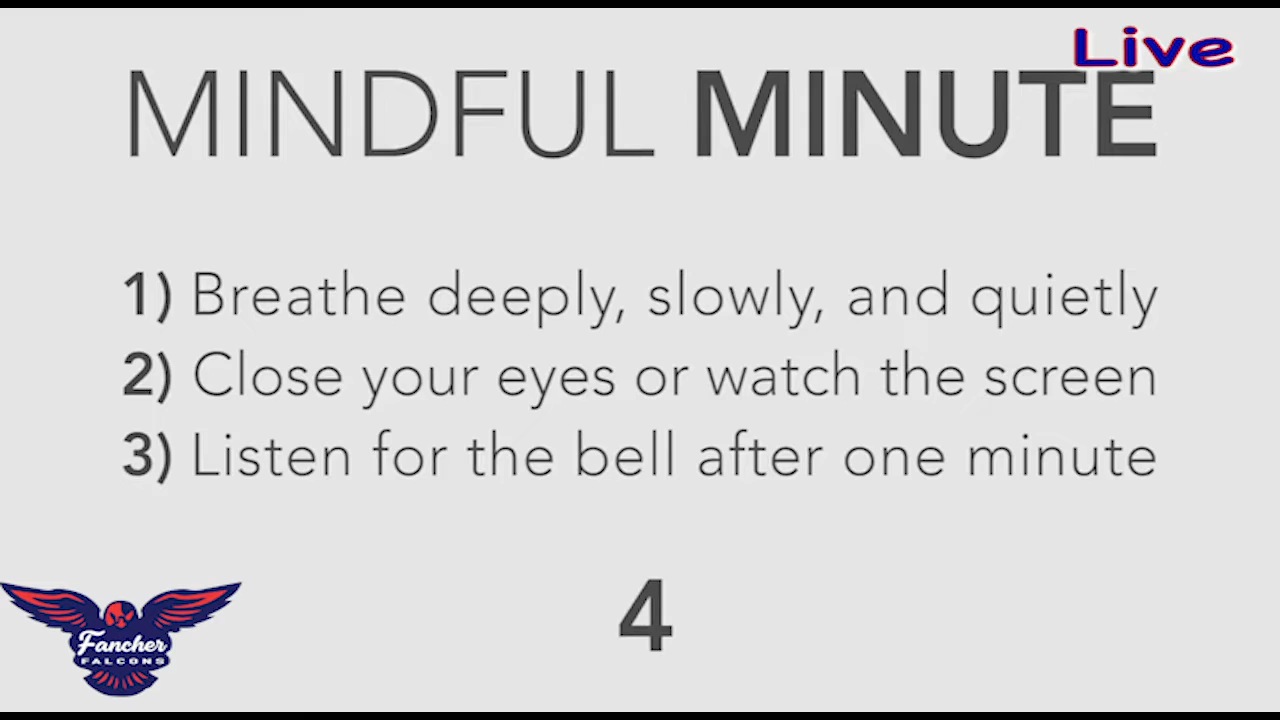 Live
MINDFUL MINUTE
1) Breathe deeply, slowly, and quietly
2) Close your eyes or watch the screen
3) Listen for the bell after one minute
4
Fancher
FALCONS